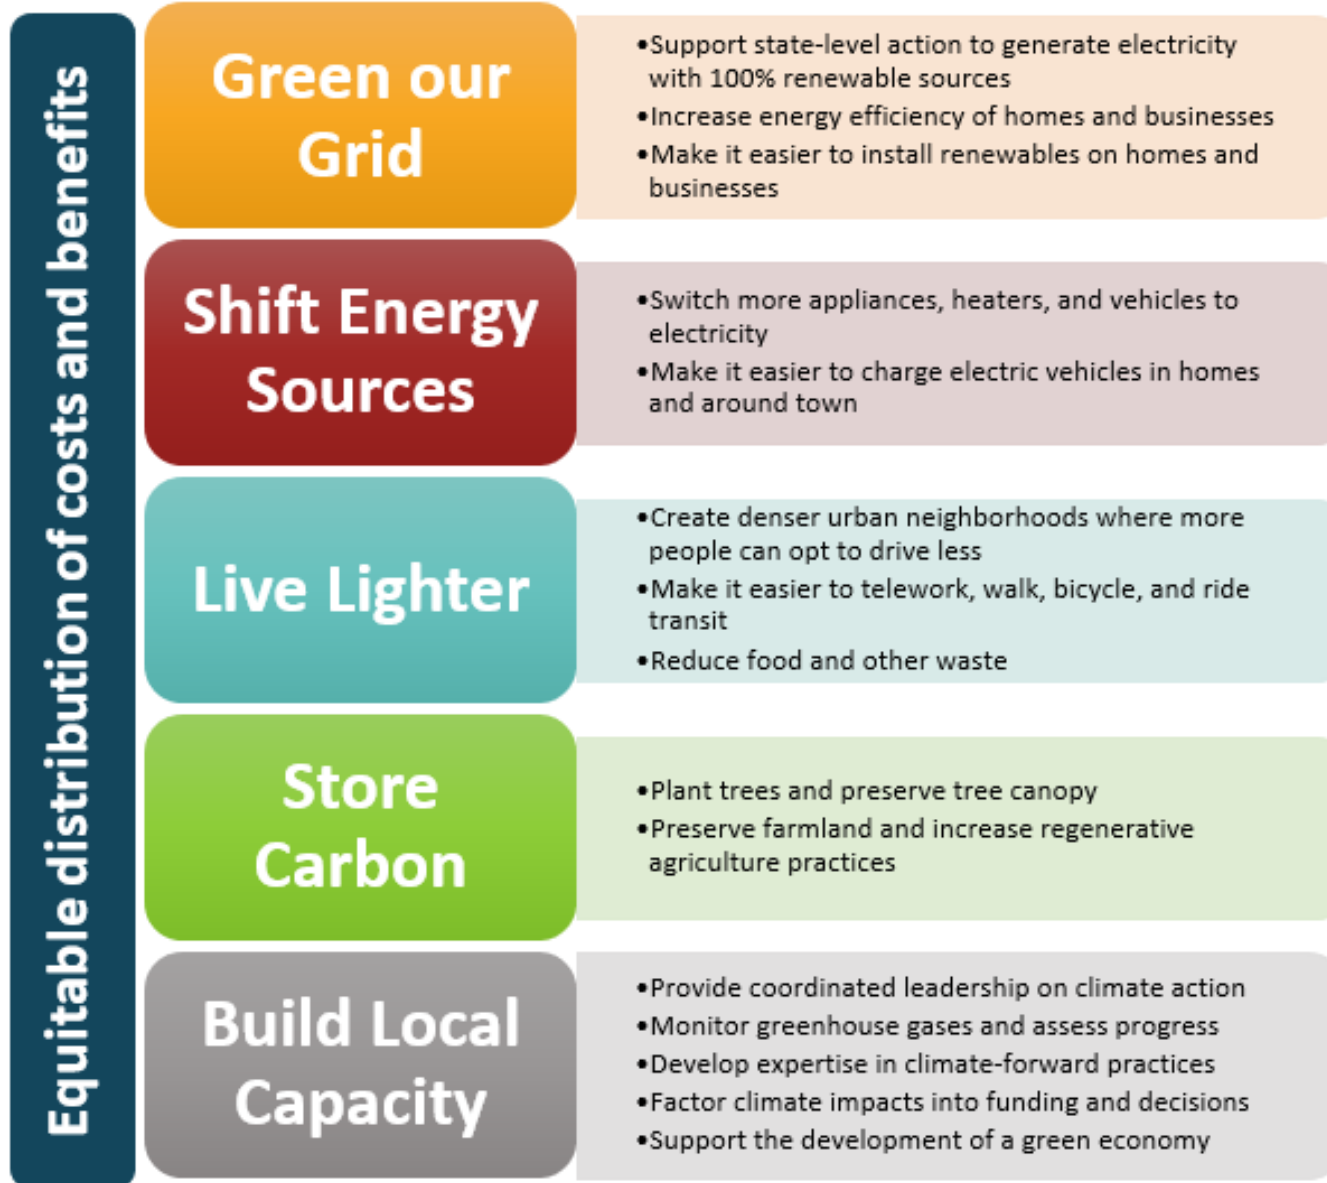 Equitable distribution of costs and benefits
Green our
Grid
•Support state-level action to generate electricity
with 100% renewable sources
•Increase energy efficiency of homes and businesses
•Make it easier to install renewables on homes and
businesses
Shift Energy
Sources
•Switch more appliances, heaters, and vehicles to
electricity
•Make it easier to charge electric vehicles in homes
and around town
Live Lighter
•Create denser urban neighborhoods where more
people can opt to drive less
•Make it easier to telework, walk, bicycle, and ride
transit
•Reduce food and other waste
Store
Carbon
•Plant trees and preserve tree canopy
•Preserve farmland and increase regenerative
agriculture practices
Build Local
Capacity
•Provide coordinated leadership on climate action
•Monitor greenhouse gases and assess progress
•Develop expertise in climate-forward practices
•Factor climate impacts into funding and decisions
•Support the development of a green economy